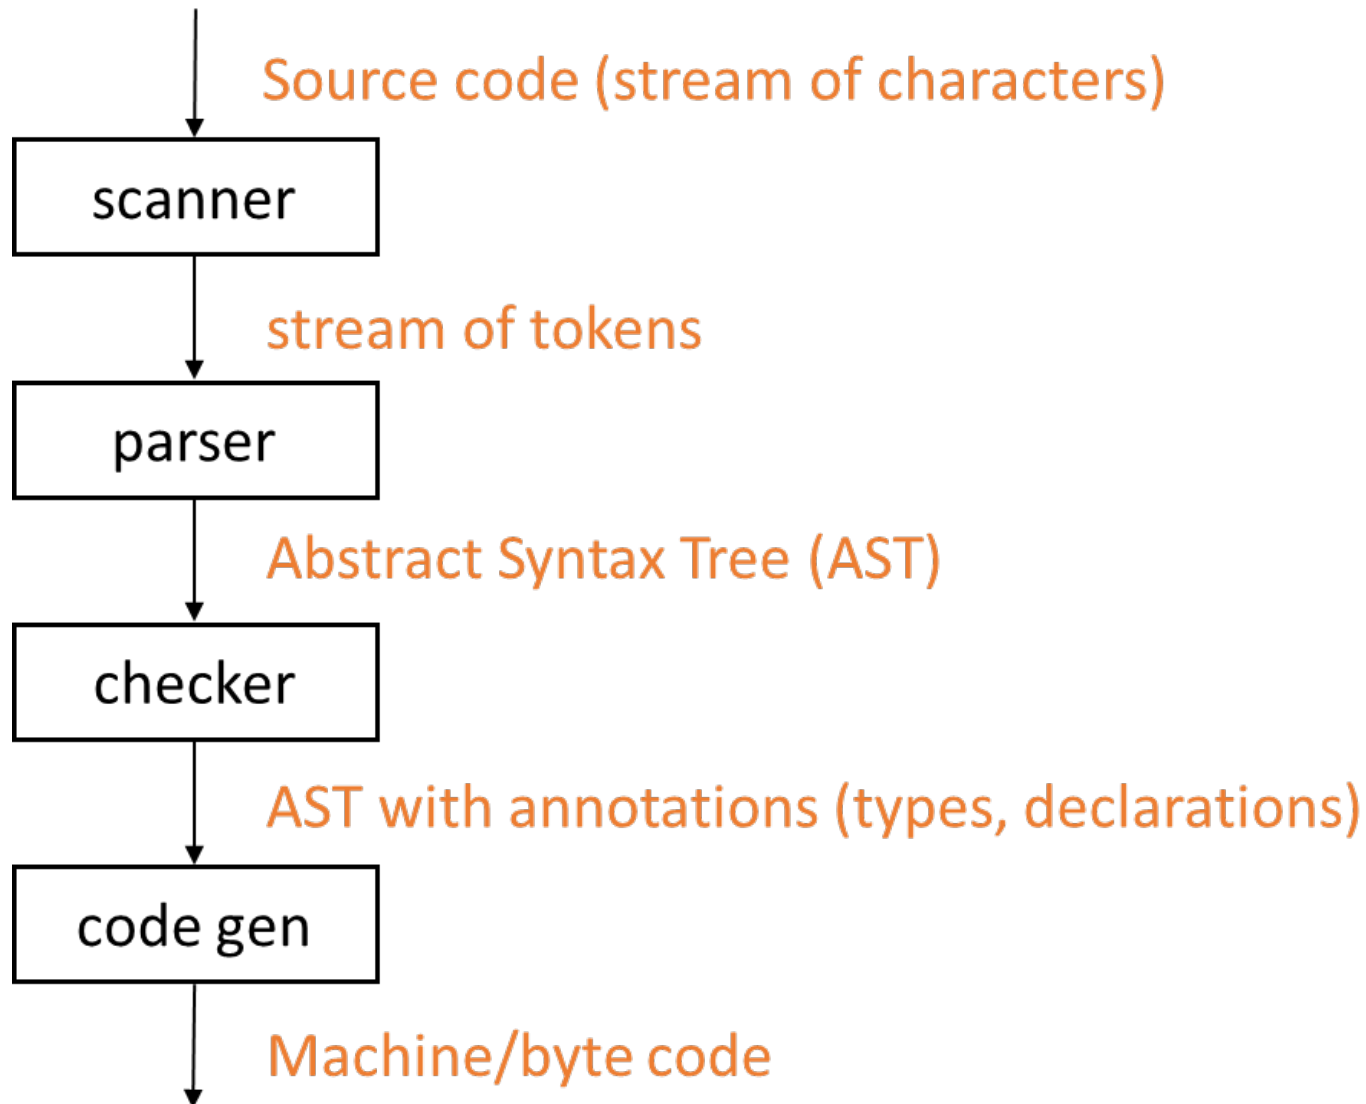 Source code (stream of characters)
scanner
stream of tokens
parser
Abstract Syntax Tree (AST)
checker
AST with annotations (types, declarations)
code gen
Machine/byte code